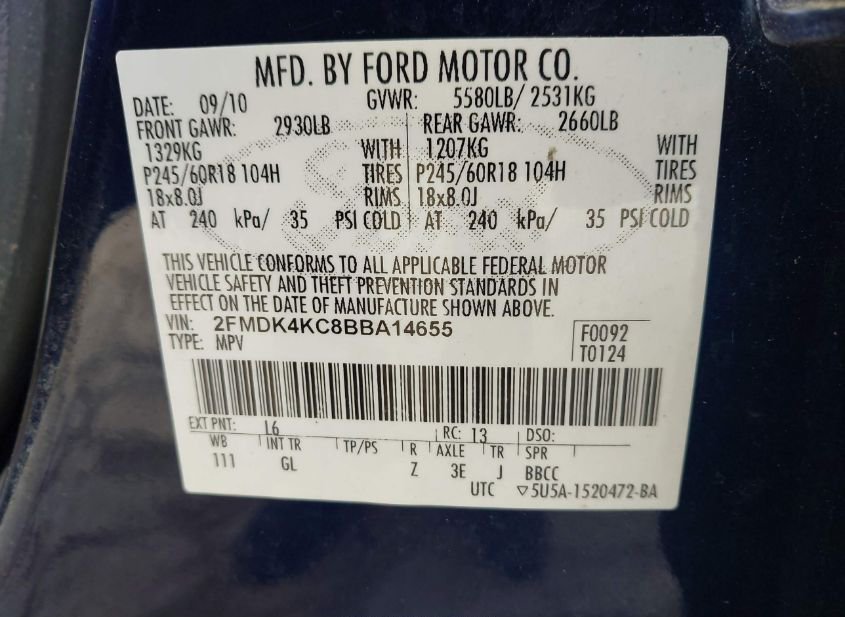 MFD. BY FORD MOTOR CO.
DATE: 09/10 GVWR: 5580LB/ 2531KG
FRONT GAWR: 2930LB REAR GAWR: 2660LB
1329KG WITH 1207KG WITH
P245/60R18 104H TIRES P245/60R18 104H TIRES
18x8.0J RIMS 18x8.0J RIMS
AT 240 kPa/ 35 PSI COLD AT 240 kPa/ 35 PSI COLD
THIS VEHICLE CONFORMS TO ALL APPLICABLE FEDERAL MOTOR
VEHICLE SAFETY AND THEFT PREVENTION STANDARDS IN
EFFECT ON THE DATE OF MANUFACTURE SHOWN ABOVE.
VIN: 2FMDK4KC8BBA14655 F0092
TYPE: MPV T0124
EXT PNT: L6 RC: 13 DSO:
WB INT TR TP/PS R AXLE TR SPR
111 GL Z 3E J BBCC
UTC ▽5U5A-1520472-BA